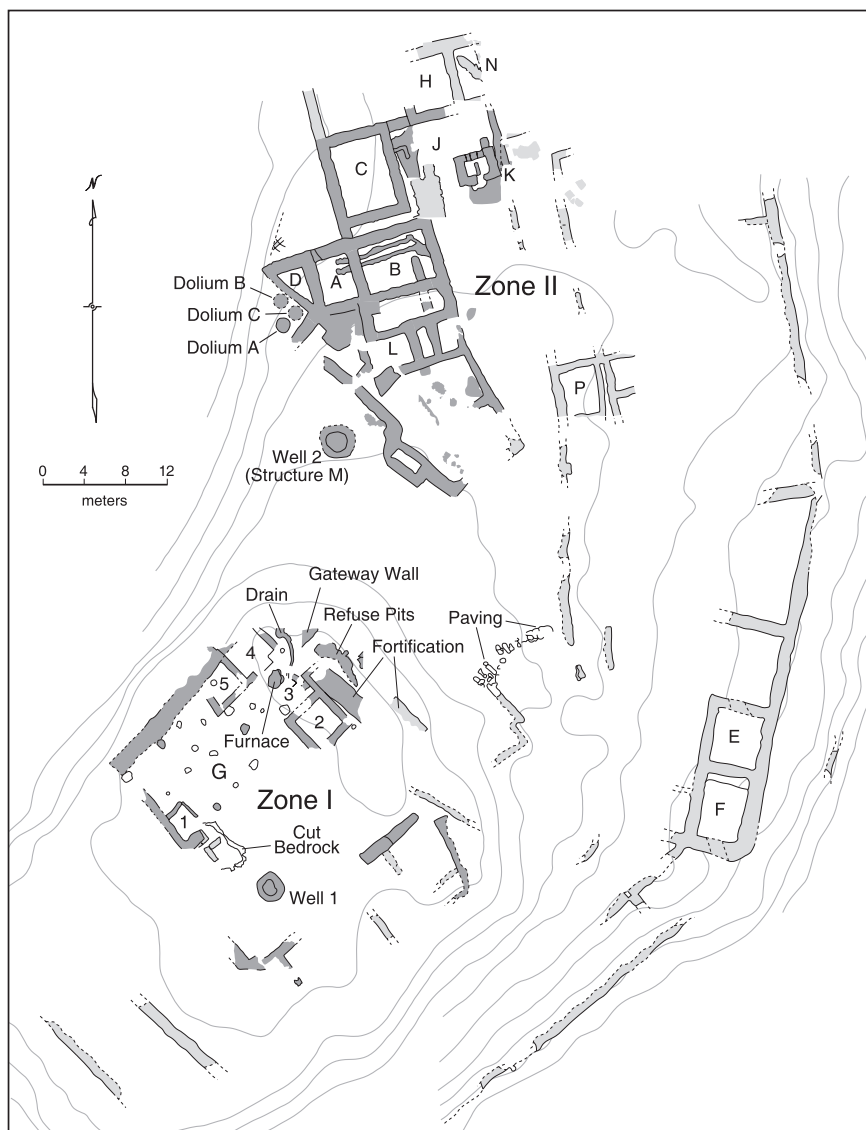 N
H
N
J
C
K
D
A
B
Zone II
Dolium B
Dolium C
Dolium A
L
P
0 4 8 12
meters
Well 2
(Structure M)
Gateway Wall
Drain
Refuse Pits
Fortification
Paving
4
5
3
2
Furnace
G
Zone I
E
F
1
Cut
Bedrock
Well 1